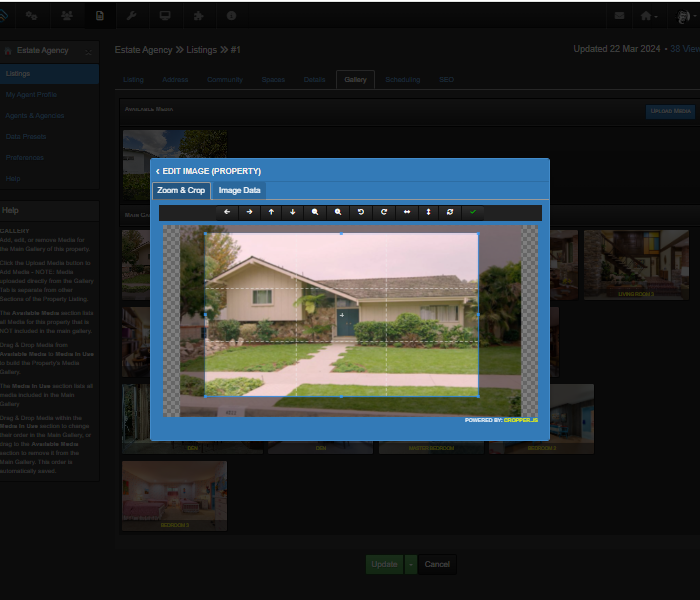 Estate Agency
Listings
My Agent Profile
Agents & Agencies
Data Presets
Preferences
Help
Help
GALLERY
Add, edit, or remove Media for
the Main Gallery of this property.
Click the Upload Media button to
Add Media - NOTE: Media
uploaded directly from the Gallery
Tab is separate from other
Sections of the Property Listing.
The Available Media section lists
all Media for this property that is
NOT included in the main gallery.
Drag & Drop Media from
Available Media to Media In Use
to build the Property's Media
Gallery.
The Media In Use section lists all
media included in the Main
Gallery
Drag & Drop Media within the
Media In Use section to change
their order in the Main Gallery, or
drag to the Available Media
section to remove it from the
Main Gallery. This order is
automatically saved.
Estate Agency Listings #1
Updated 22 Mar 2024 • 38 View
Listing Address Community Spaces Details Gallery Scheduling SEO
Available Media
Upload Media
‹ EDIT IMAGE (PROPERTY)
Zoom & Crop Image Data
POWERED BY: CROPPER.JS
LIVING ROOM 3
DEN
DEN
MASTER BEDROOM
BEDROOM 2
BEDROOM 3
Update
Cancel